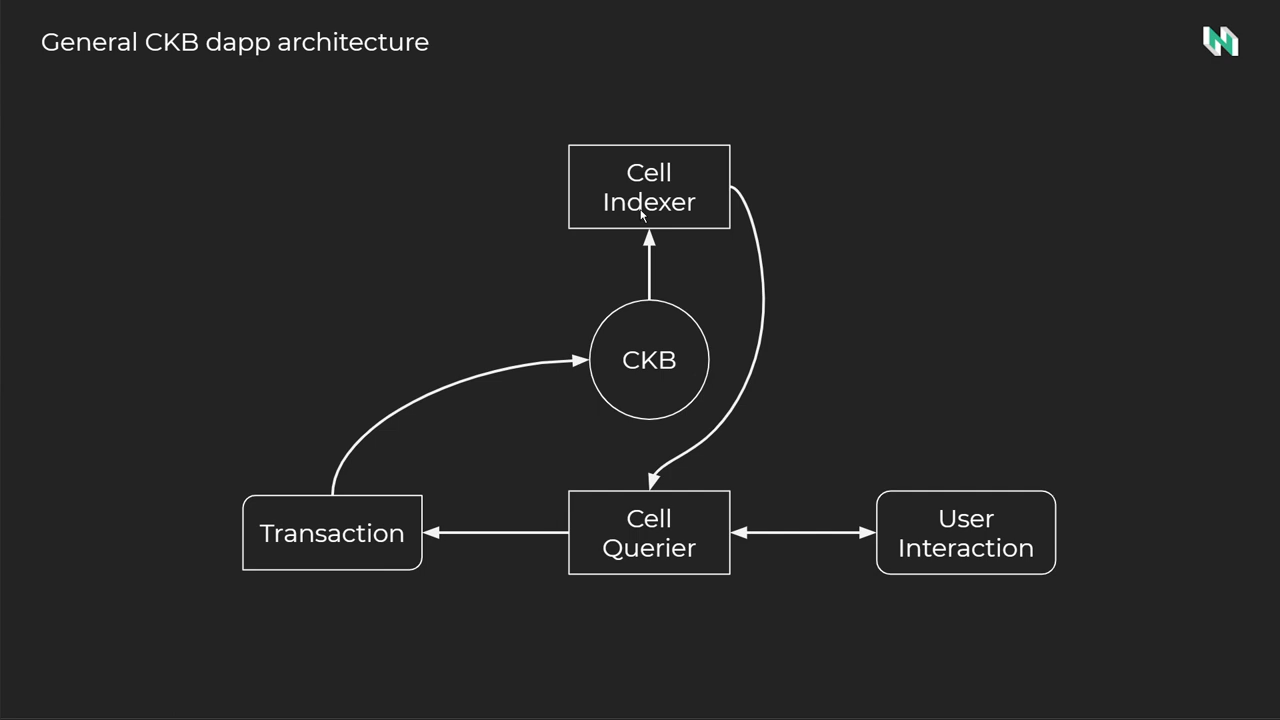 General CKB dapp architecture
Cell
Indexer
CKB
Transaction
Cell
Querier
User
Interaction